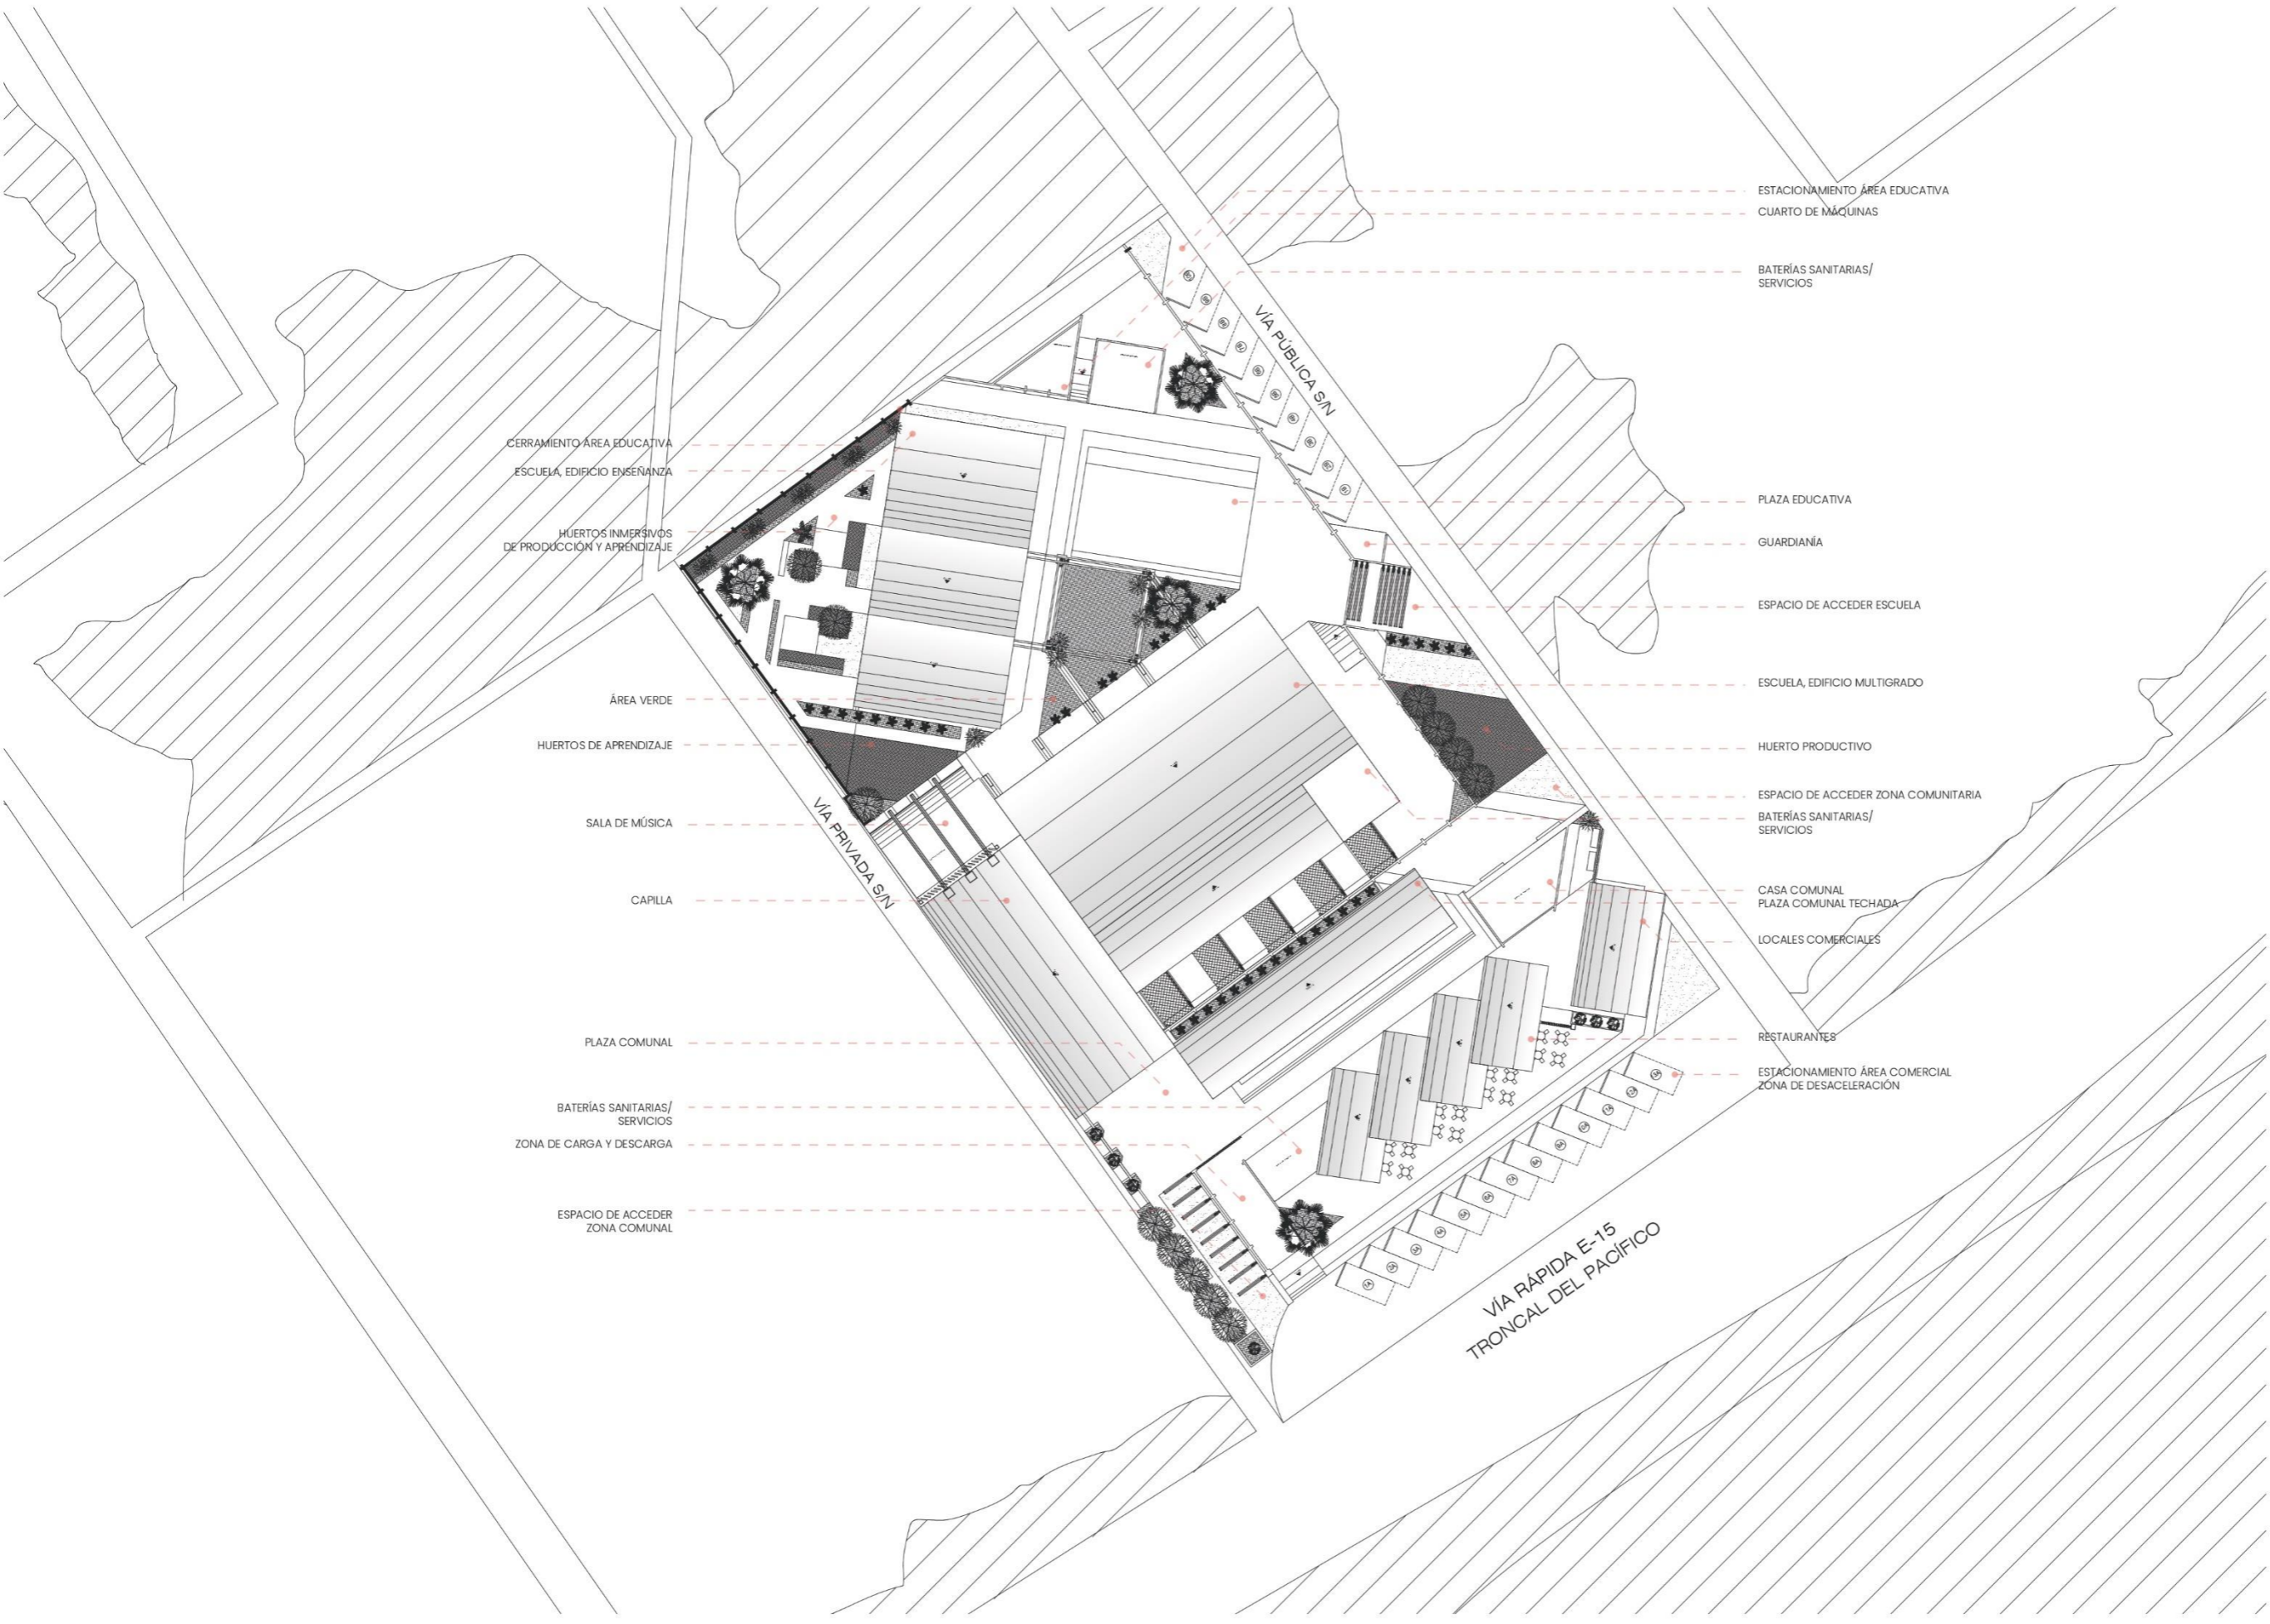 ESTACIONAMIENTO ÁREA EDUCATIVA
CUARTO DE MÁQUINAS
BATERÍAS SANITARIAS/
SERVICIOS
VÍA PÚBLICA S/N
CERRAMIENTO ÁREA EDUCATIVA
ESCUELA, EDIFICIO ENSEÑANZA
HUERTOS INMERSIVOS
DE PRODUCCIÓN Y APRENDIZAJE
ÁREA VERDE
HUERTOS DE APRENDIZAJE
SALA DE MÚSICA
CAPILLA
PLAZA COMUNAL
BATERÍAS SANITARIAS/
SERVICIOS
ZONA DE CARGA Y DESCARGA
ESPACIO DE ACCEDER
ZONA COMUNAL
VÍA PRIVADA S/N
PLAZA EDUCATIVA
GUARDIANÍA
ESPACIO DE ACCEDER ESCUELA
ESCUELA, EDIFICIO MULTIGRADO
HUERTO PRODUCTIVO
ESPACIO DE ACCEDER ZONA COMUNITARIA
BATERÍAS SANITARIAS/
SERVICIOS
CASA COMUNAL
PLAZA COMUNAL TECHADA
LOCALES COMERCIALES
RESTAURANTES
ESTACIONAMIENTO ÁREA COMERCIAL
ZONA DE DESACELERACIÓN
VÍA RÁPIDA E-15
TRONCAL DEL PACÍFICO